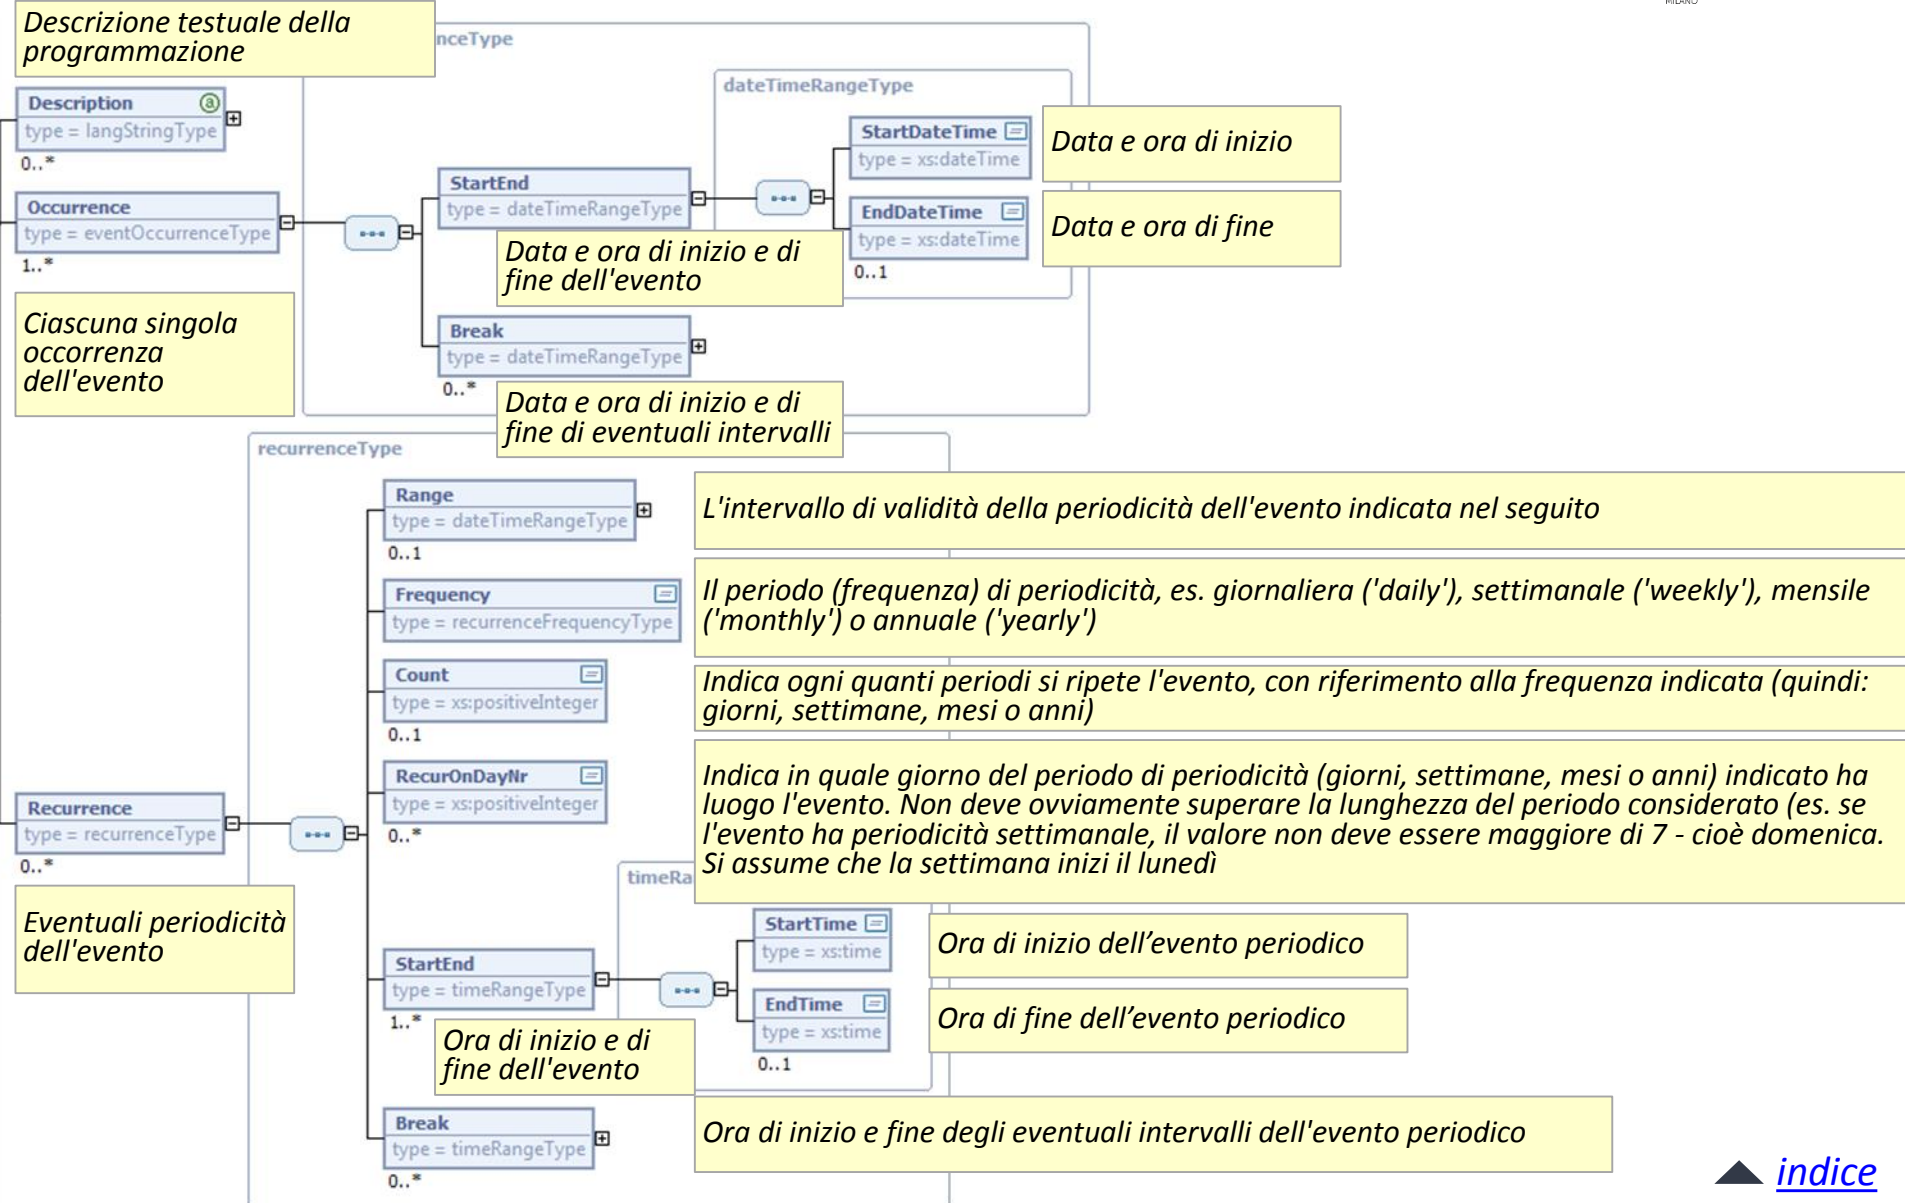 MILANO
Descrizione testuale della
programmazione
nceType
dateTimeRangeType
Description
type = langStringType
0..*
StartDateTime
type = xs:dateTime
Data e ora di inizio
StartEnd
type = dateTimeRangeType
Occurrence
type = eventOccurrenceType
1..*
EndDateTime
type = xs:dateTime
0..1
Data e ora di fine
Data e ora di inizio e di
fine dell'evento
Ciascuna singola
occorrenza
dell'evento
Break
type = dateTimeRangeType
0..*
Data e ora di inizio e di
fine di eventuali intervalli
recurrenceType
Range
type = dateTimeRangeType
0..1
L'intervallo di validità della periodicità dell'evento indicata nel seguito
Frequency
type = recurrenceFrequencyType
Il periodo (frequenza) di periodicità, es. giornaliera ('daily'), settimanale ('weekly'), mensile
('monthly') o annuale ('yearly')
Count
type = xs:positiveInteger
0..1
Indica ogni quanti periodi si ripete l'evento, con riferimento alla frequenza indicata (quindi:
giorni, settimane, mesi o anni)
RecurOnDayNr
type = xs:positiveInteger
0..*
Indica in quale giorno del periodo di periodicità (giorni, settimane, mesi o anni) indicato ha
luogo l'evento. Non deve ovviamente superare la lunghezza del periodo considerato (es. se
l'evento ha periodicità settimanale, il valore non deve essere maggiore di 7 - cioè domenica.
Si assume che la settimana inizi il lunedì
Recurrence
type = recurrenceType
0..*
Eventuali periodicità
dell'evento
timeRa
StartTime
type = xs:time
Ora di inizio dell’evento periodico
StartEnd
type = timeRangeType
1..*
EndTime
type = xs:time
0..1
Ora di fine dell’evento periodico
Ora di inizio e di
fine dell'evento
Break
type = timeRangeType
0..*
Ora di inizio e fine degli eventuali intervalli dell'evento periodico
indice